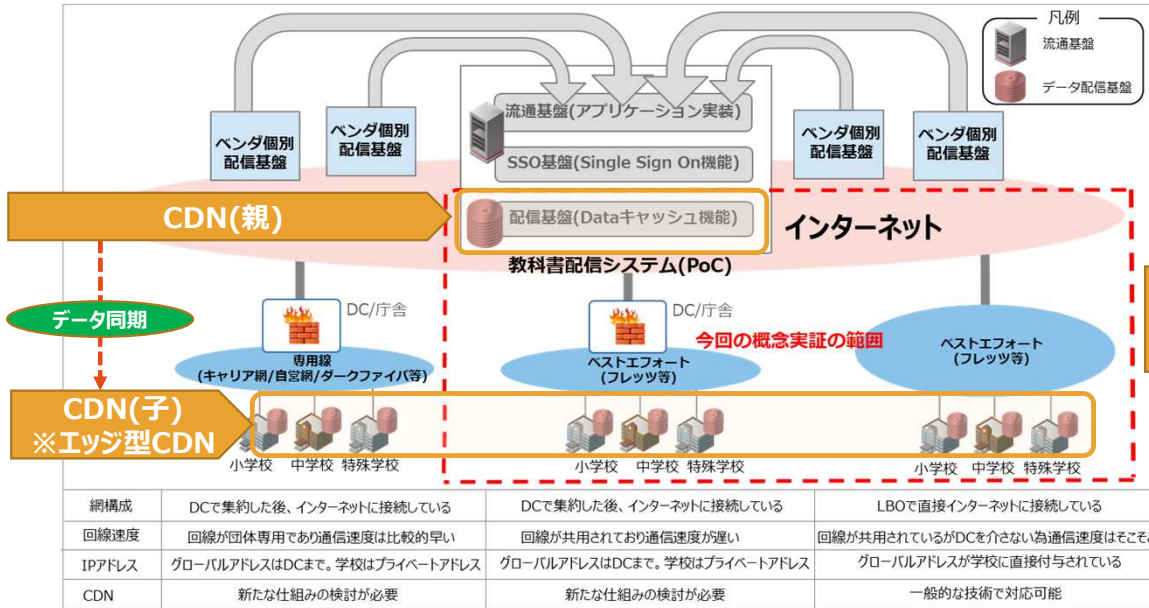 凡例
流通基盤
データ配信基盤
ベンダ個別
配信基盤
ベンダ個別
配信基盤
流通基盤(アプリケーション実装)
SSO基盤(Single Sign On機能)
配信基盤(Dataキャッシュ機能)
ベンダ個別
配信基盤
ベンダ個別
配信基盤
CDN(親)
インターネット
教科書配信システム(PoC)
データ同期
DC/庁舎
DC/庁舎
今回の概念実証の範囲
専用線
(キャリア網/自営網/ダークファイバ等)
ベストエフォート
(フレッツ等)
ベストエフォート
(フレッツ等)
CDN(子)
※エッジ型CDN
小学校 中学校 特殊学校
小学校 中学校 特殊学校
小学校 中学校 特殊学校
網構成 DCで集約した後、インターネットに接続している DCで集約した後、インターネットに接続している LBOで直接インターネットに接続している
回線速度 回線が団体専用であり通信速度は比較的早い 回線が共用されており通信速度が遅い 回線が共用されているがDCを介さない為通信速度はそこそこ
IPアドレス グローバルアドレスはDCまで。学校はプライベートアドレス グローバルアドレスはDCまで。学校はプライベートアドレス グローバルアドレスが学校に直接付与されている
CDN 新たな仕組みの検討が必要 新たな仕組みの検討が必要 一般的な技術で対応可能